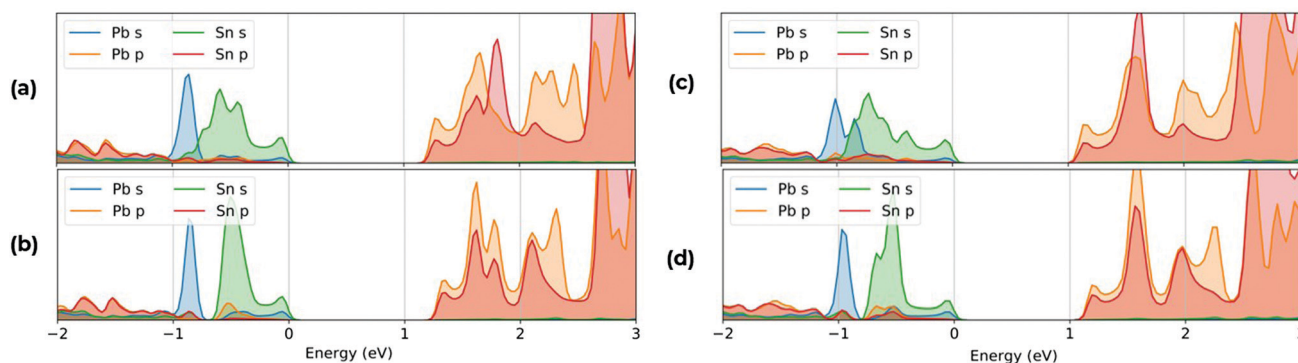 (a)
Pb s Sn s
Pb p Sn p
(b)
Pb s Sn s
Pb p Sn p
−2 −1 0 1 2 3
Energy (eV)
(c)
Pb s Sn s
Pb p Sn p
(d)
Pb s Sn s
Pb p Sn p
−2 −1 0 1 2
Energy (eV)